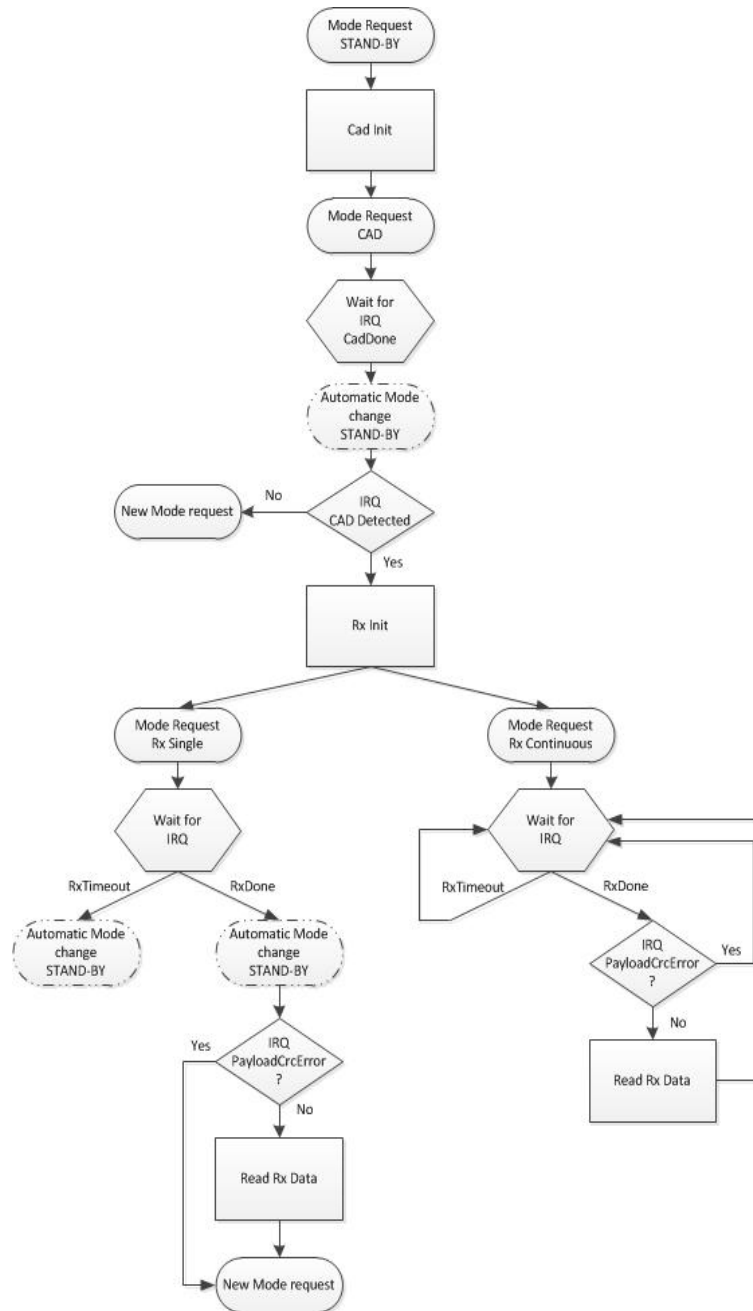 Mode Request
STAND-BY
Cad Init
Mode Request
CAD
Wait for
IRQ
CadDone
Automatic Mode
change
STAND-BY
IRQ
CAD Detected
No
New Mode request
Yes
Rx Init
Mode Request
Rx Single
Mode Request
Rx Continuous
Wait for
IRQ
Wait for
IRQ
RxTimeout
RxDone
RxTimeout
RxDone
Automatic Mode
change
STAND-BY
Automatic Mode
change
STAND-BY
IRQ
PayloadCrcError
?
Yes
No
Read Rx Data
Yes
IRQ
PayloadCrcError
?
No
Read Rx Data
New Mode request